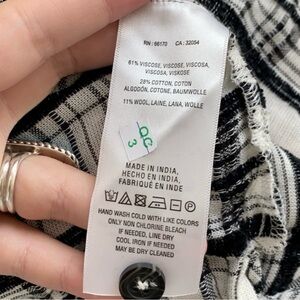 RN : 66170 CA : 32054
61% VISCOSE, VISCOSE, VISCOSA,
VISCOSA, VISKOSE
28% COTTON, COTON
ALGODÓN, COTONE, BAUMWOLLE
11% WOOL, LAINE, LANA, WOLLE
QC
3
MADE IN INDIA,
HECHO EN INDIA,
FABRIQUÉ EN INDE
HAND WASH COLD WITH LIKE COLORS
ONLY NON CHLORINE BLEACH
IF NEEDED, LINE DRY
COOL IRON IF NEEDED
MAY BE DRY CLEANED